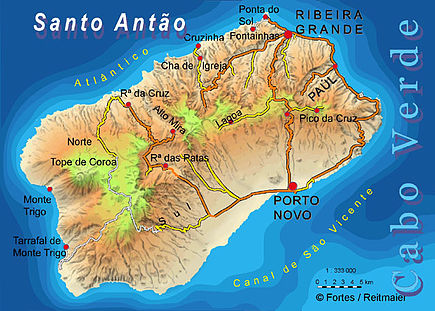 Santo Antão
Ponta do
Sol
Fontainhas
RIBEIRA
GRANDE
Cruzinha
Cha de Igreja
Atlântico
Rª da Cruz
Alto Mira
PAÚL
Lagoa
Pico da Cruz
Norte
Tope de Coroa
Rª das Patas
Monte
Trigo
Sul
PORTO
NOVO
Tarrafal de
Monte Trigo
Canal de São Vicente
Cabo Verde
1 : 333 000
0 1 2 3 4 5 km
© Fortes / Reitmaier